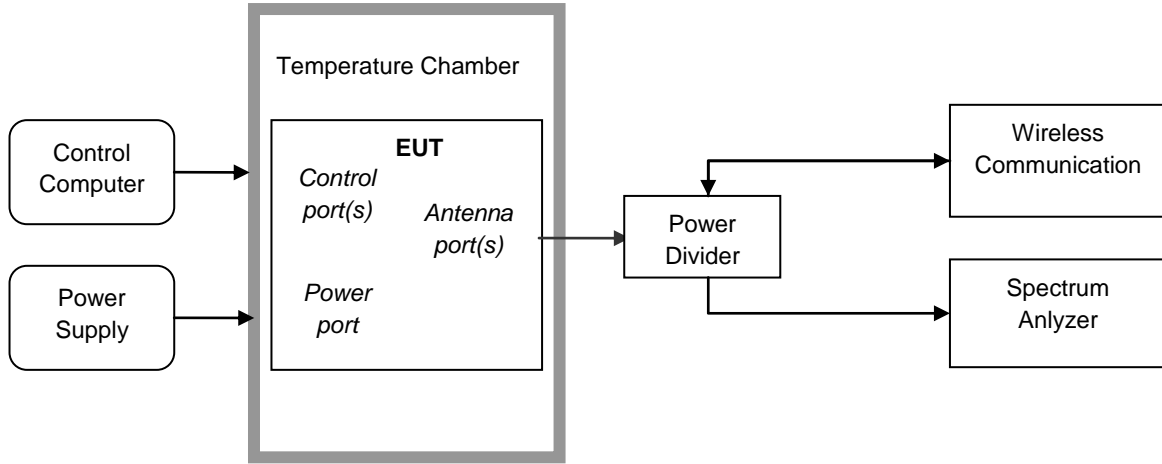 Temperature Chamber
Control
Computer
Power
Supply
EUT
Control
port(s)
Antenna
port(s)
Power
port
Power
Divider
Wireless
Communication
Spectrum
Anlyzer